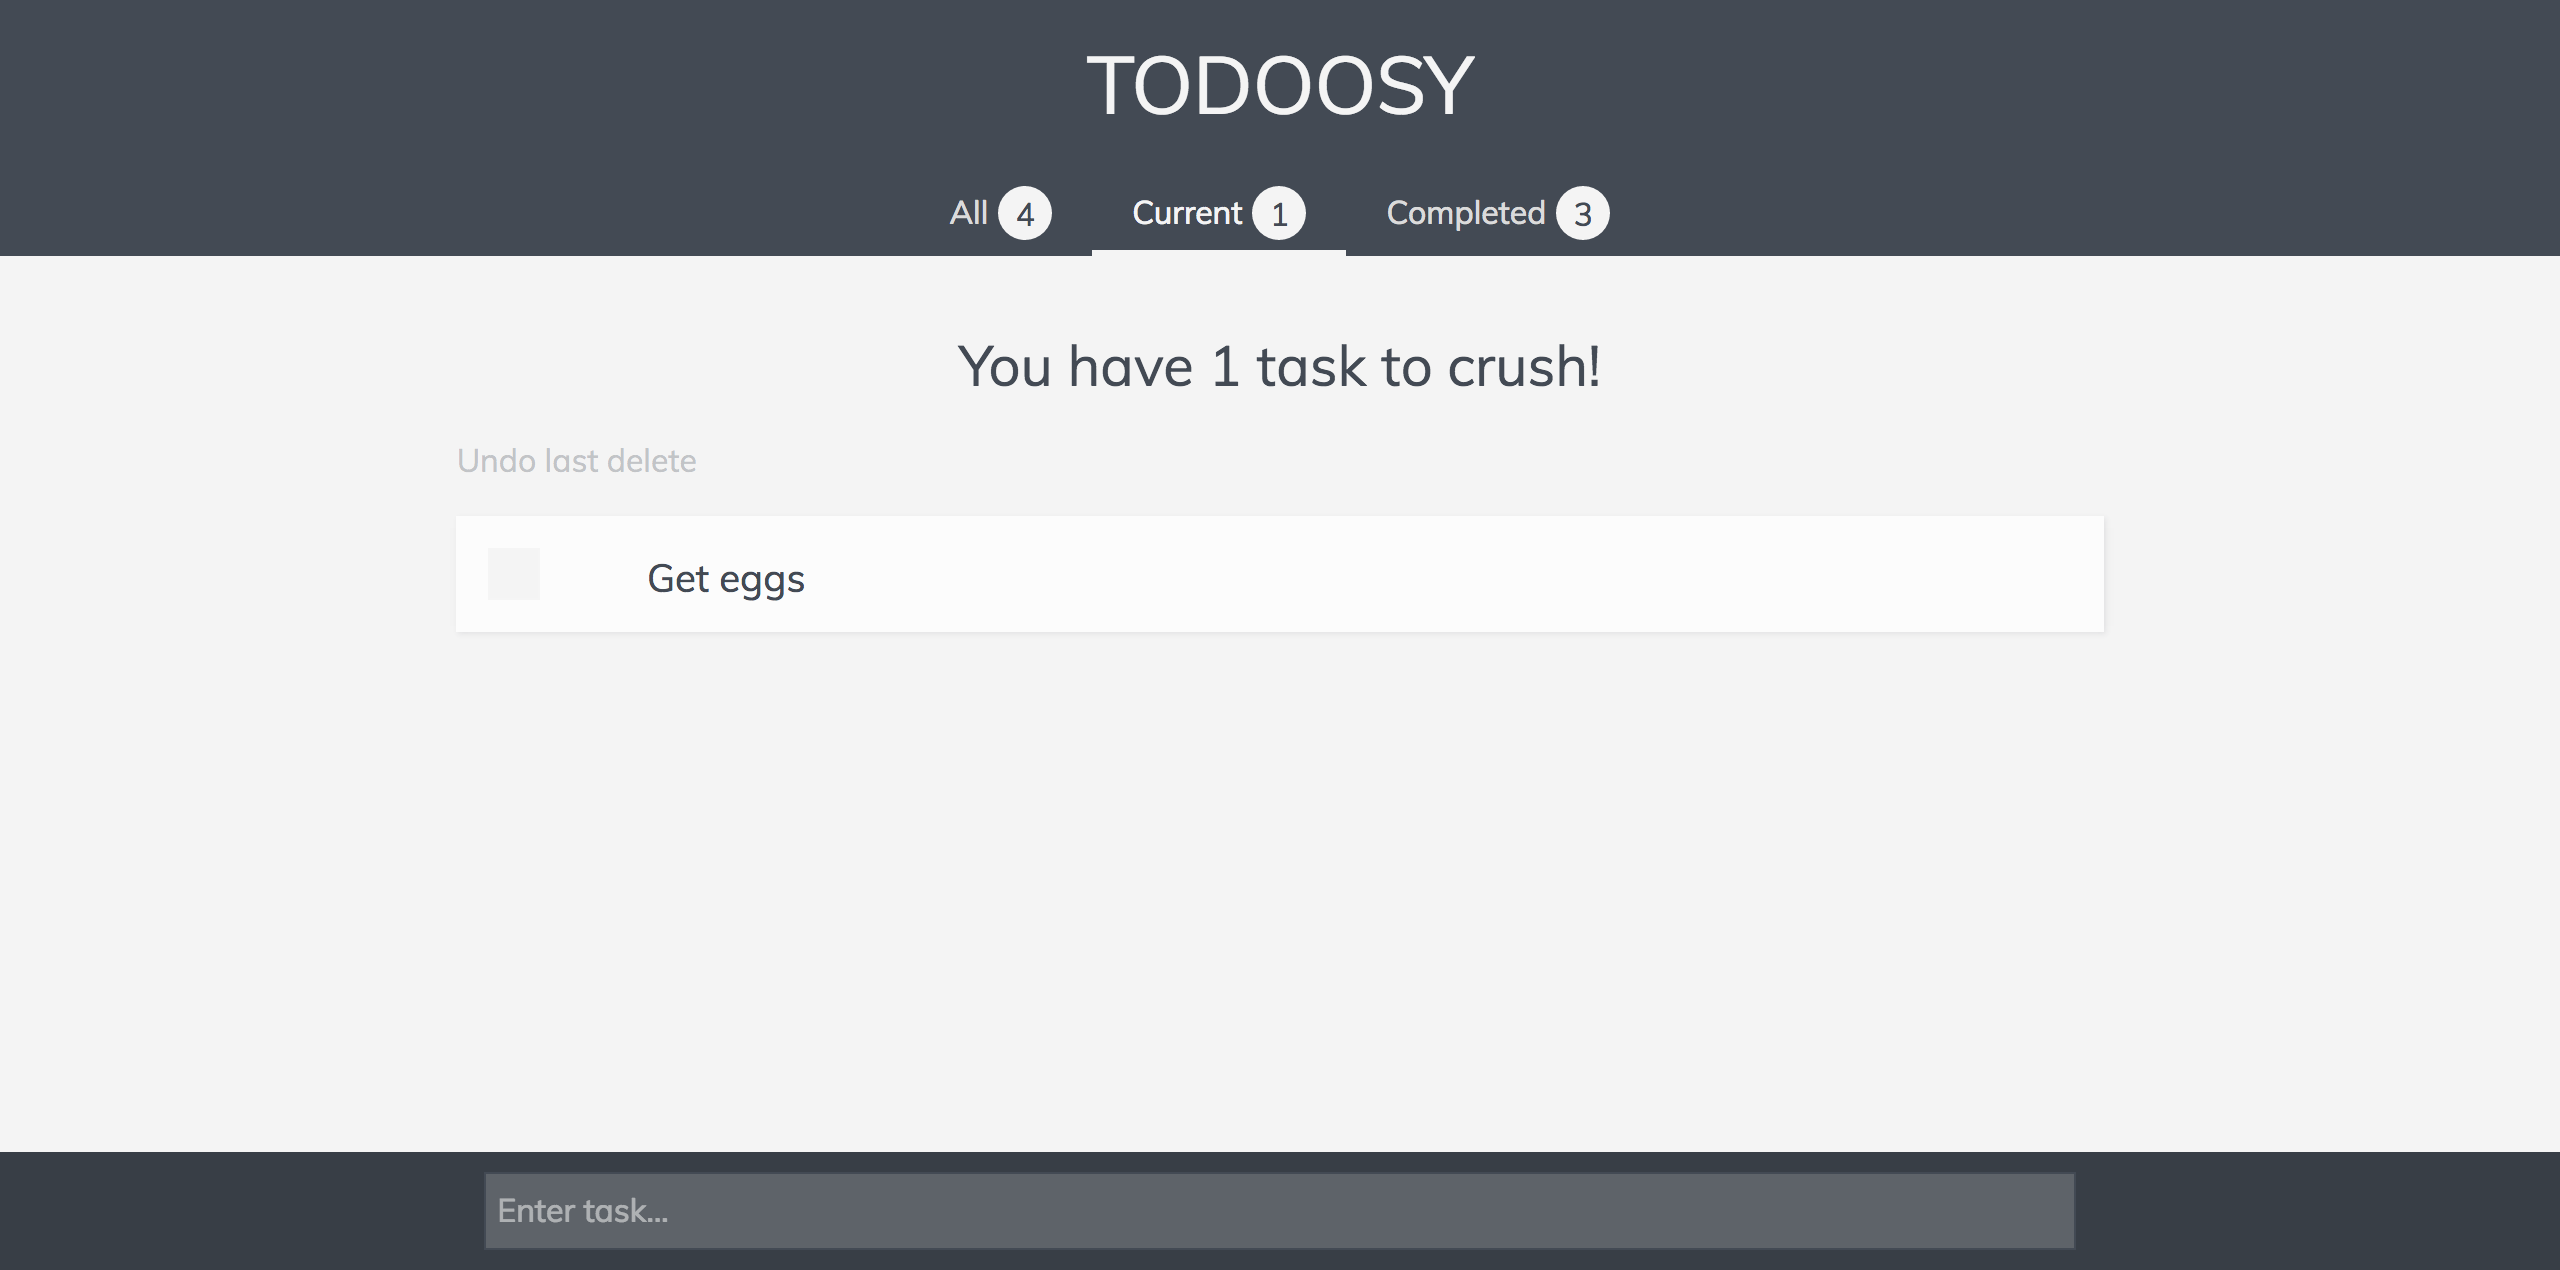 TODOOSY
All 4 Current 1 Completed 3
You have 1 task to crush!
Undo last delete
Get eggs
Enter task...